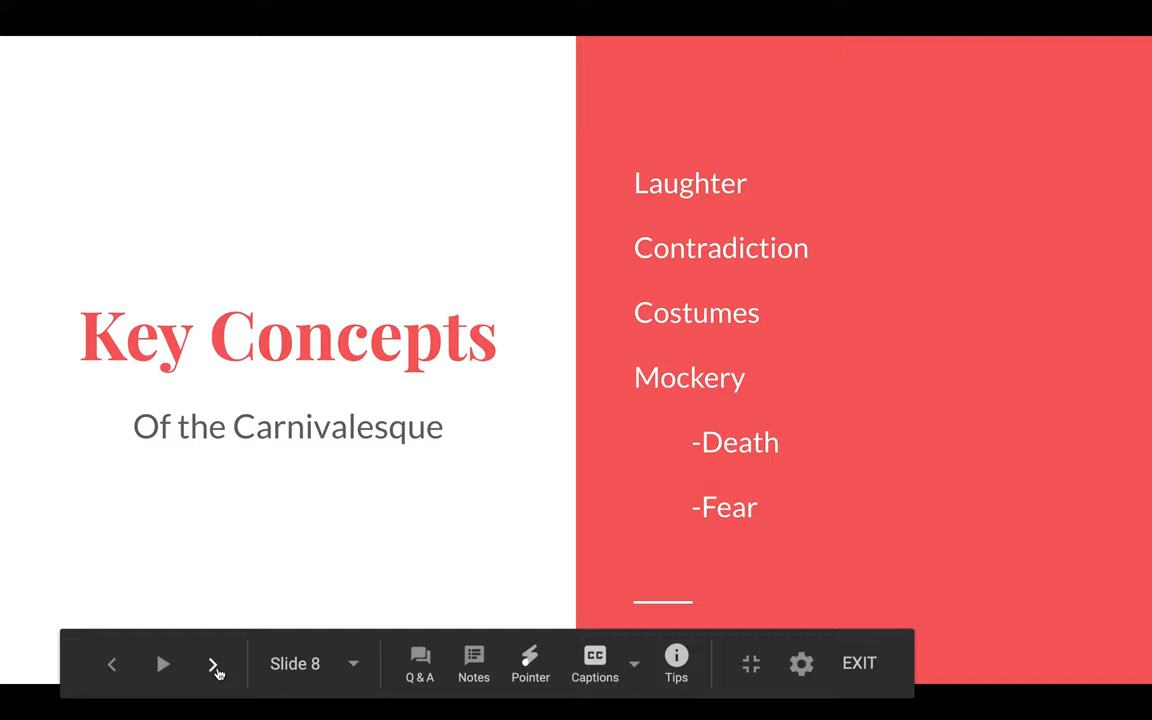 Key Concepts
Of the Carnivalesque
Laughter
Contradiction
Costumes
Mockery
-Death
-Fear
Slide 8
Q & A
Notes
Pointer
CC
Captions
Tips
EXIT